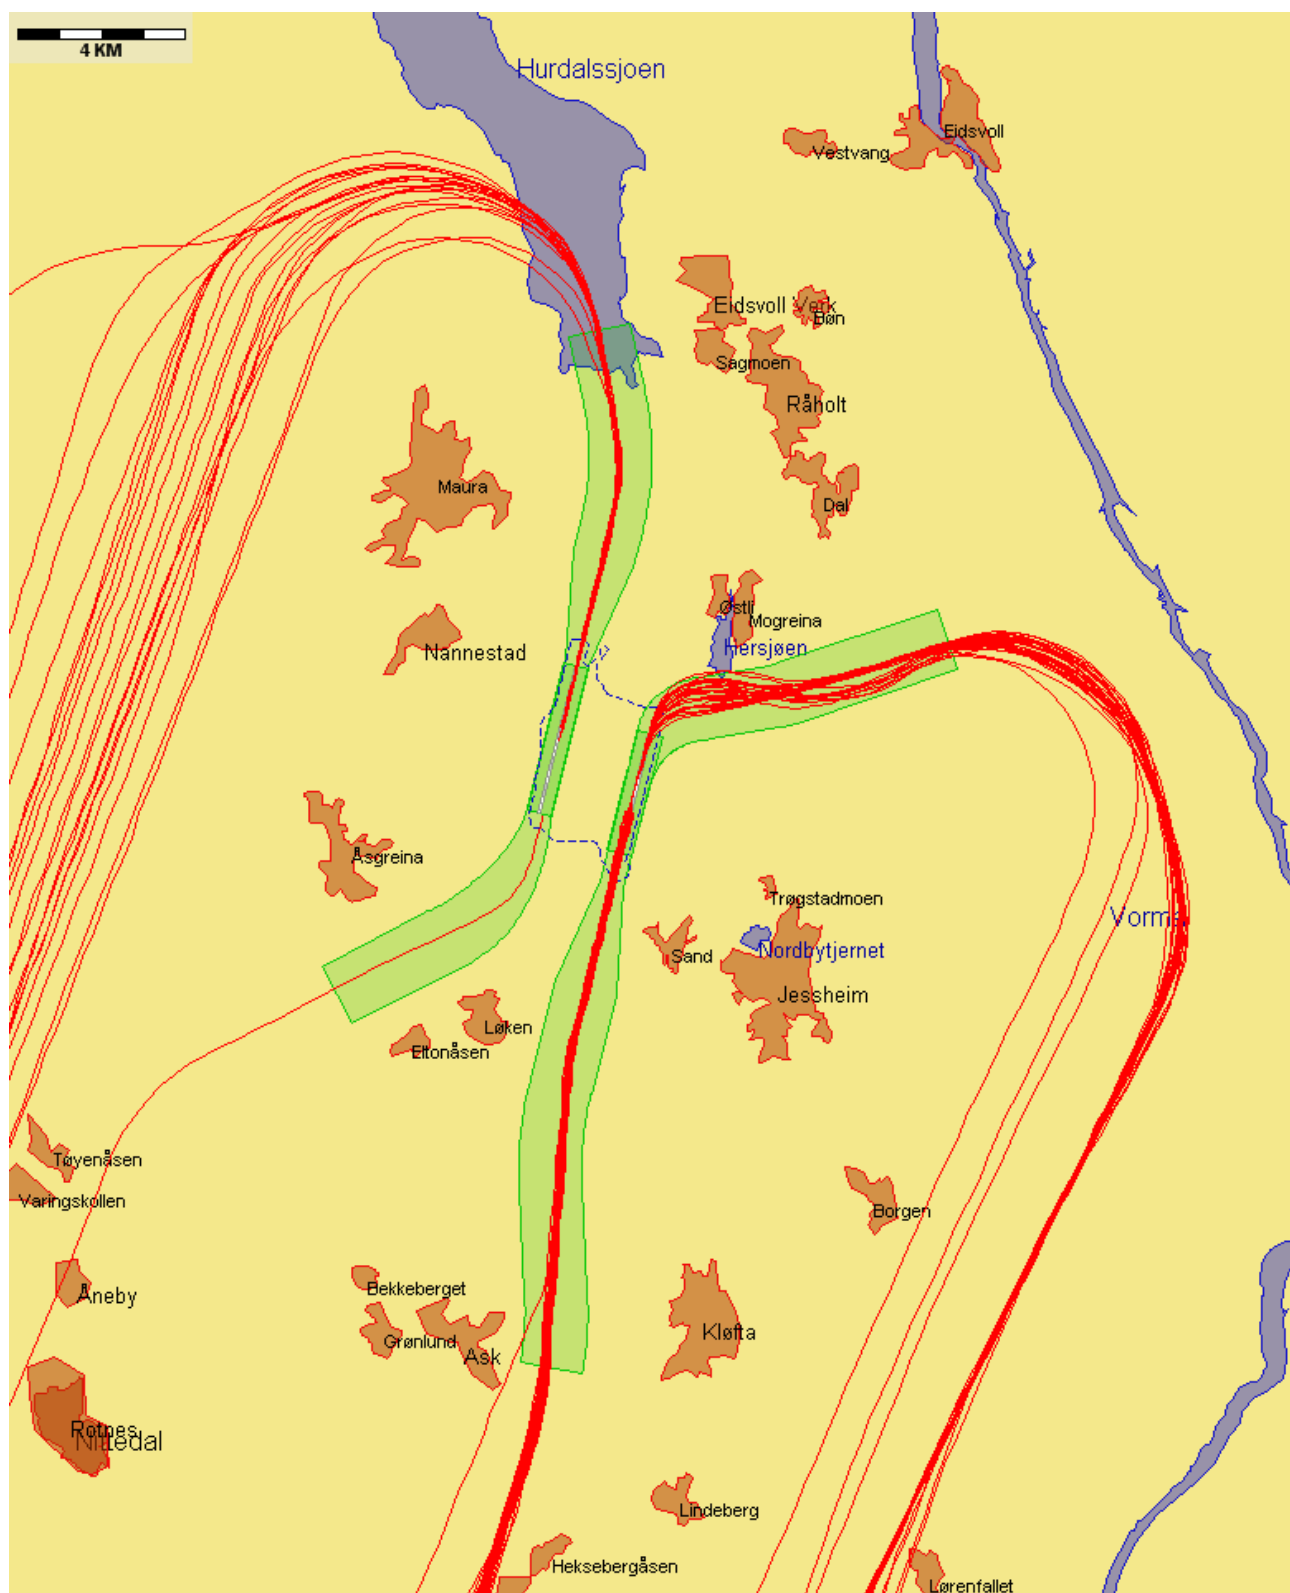 4 KM
Hurdalssjoen
Eidsvoll
Vestvang
Eidsvoll Verk
Bøn
Sagmoen
Råholt
Maura
Dal
Østli
Mogreina
Nannestad
Hersjøen
Åsgreina
Trøgstadmoen
Vorma
Nordbytjernet
Sand
Jessheim
Løken
Eltonåsen
Tøyenåsen
Varingskollen
Borgen
Åneby
Bekkeberget
Kløfta
Grønlund
Ask
Rotnes
Nittedal
Lindeberg
Heksebergåsen
Lørenfallet